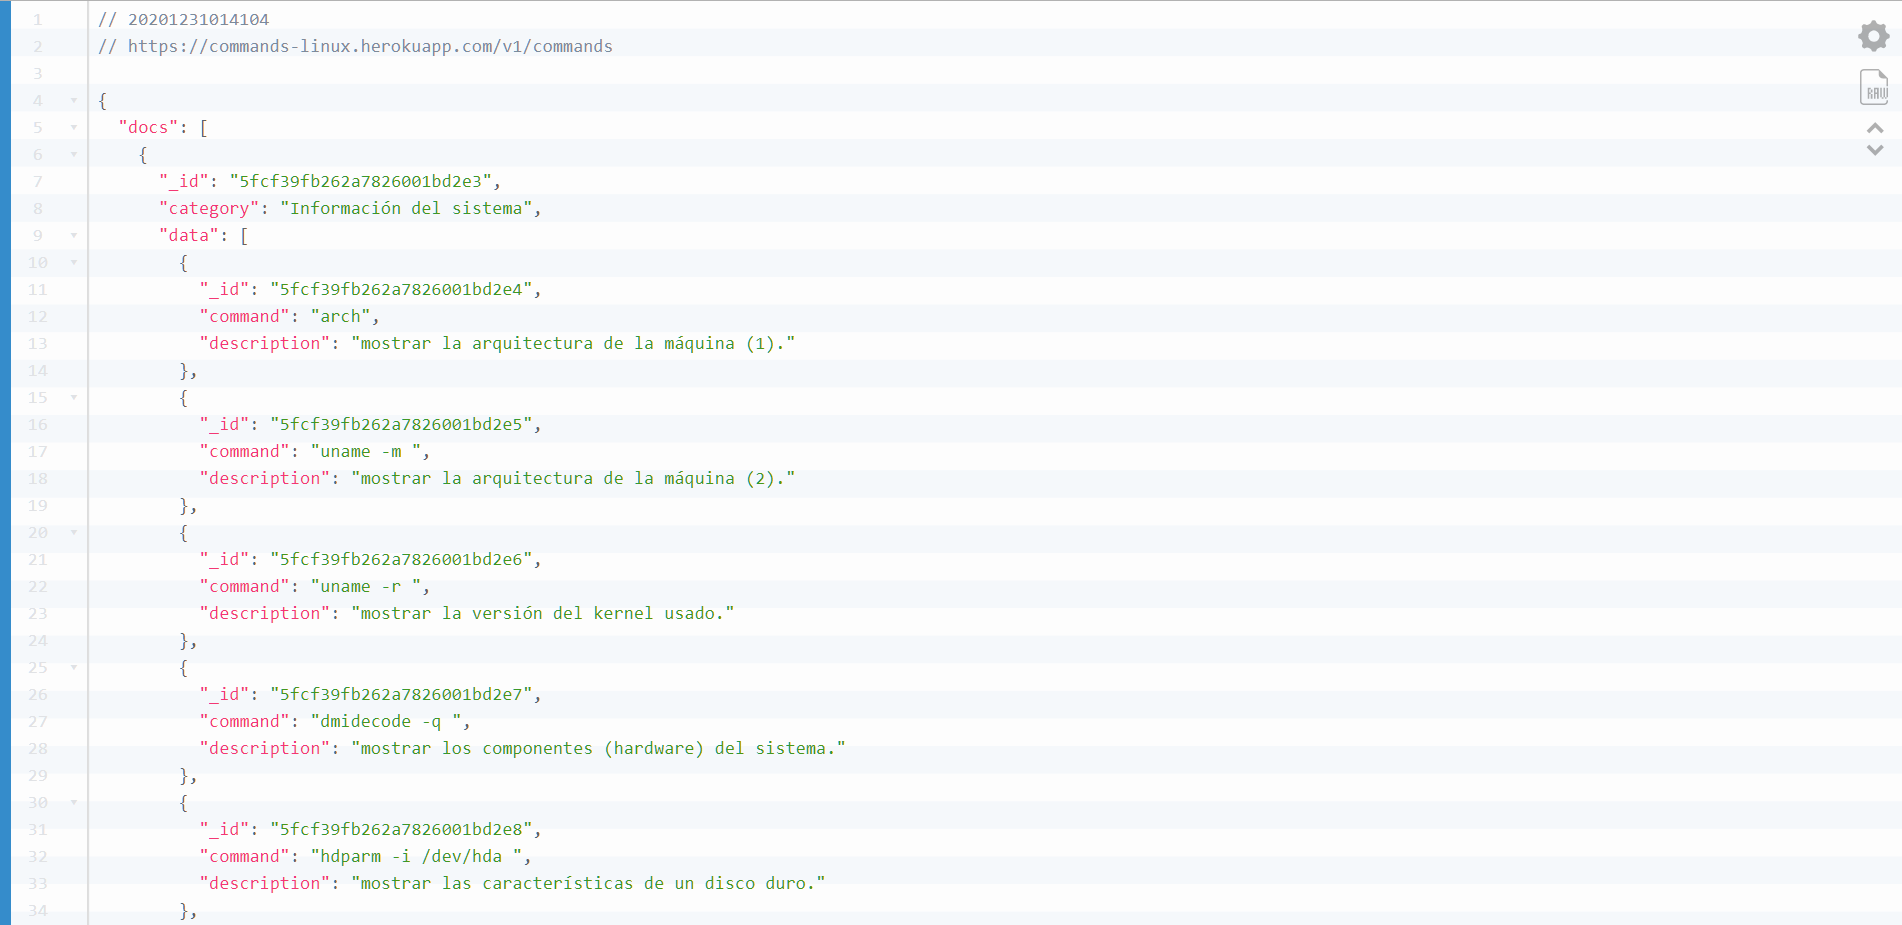 1 // 20201231014104
2 // https://commands-linux.herokuapp.com/v1/commands
3
4 {
5 "docs": [
6 {
7 "_id": "5fcf39fb262a7826001bd2e3",
8 "category": "Información del sistema",
9 "data": [
10 {
11 "_id": "5fcf39fb262a7826001bd2e4",
12 "command": "arch",
13 "description": "mostrar la arquitectura de la máquina (1)."
14 },
15 {
16 "_id": "5fcf39fb262a7826001bd2e5",
17 "command": "uname -m ",
18 "description": "mostrar la arquitectura de la máquina (2)."
19 },
20 {
21 "_id": "5fcf39fb262a7826001bd2e6",
22 "command": "uname -r ",
23 "description": "mostrar la versión del kernel usado."
24 },
25 {
26 "_id": "5fcf39fb262a7826001bd2e7",
27 "command": "dmidecode -q ",
28 "description": "mostrar los componentes (hardware) del sistema."
29 },
30 {
31 "_id": "5fcf39fb262a7826001bd2e8",
32 "command": "hdparm -i /dev/hda ",
33 "description": "mostrar las características de un disco duro."
34 },
RAW